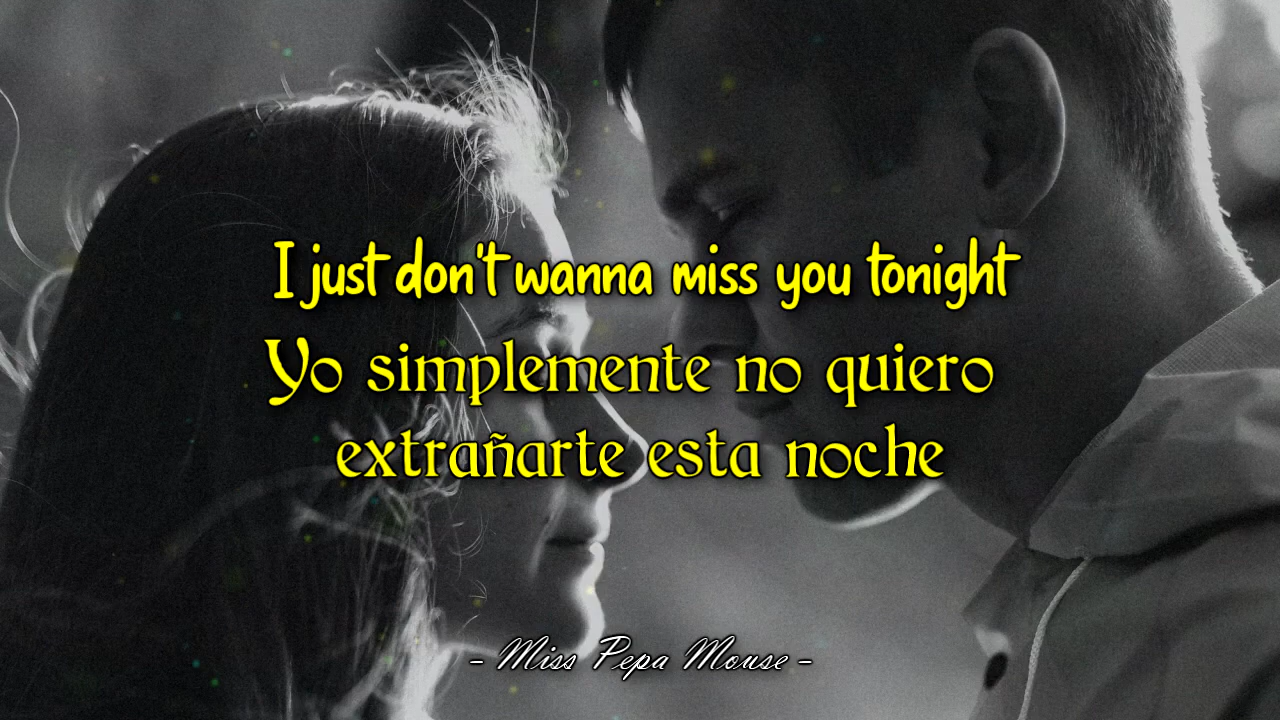 I just don't wanna miss you tonight
Yo simplemente no quiero
extrañarte esta noche
- Miss Pepa Mouse -